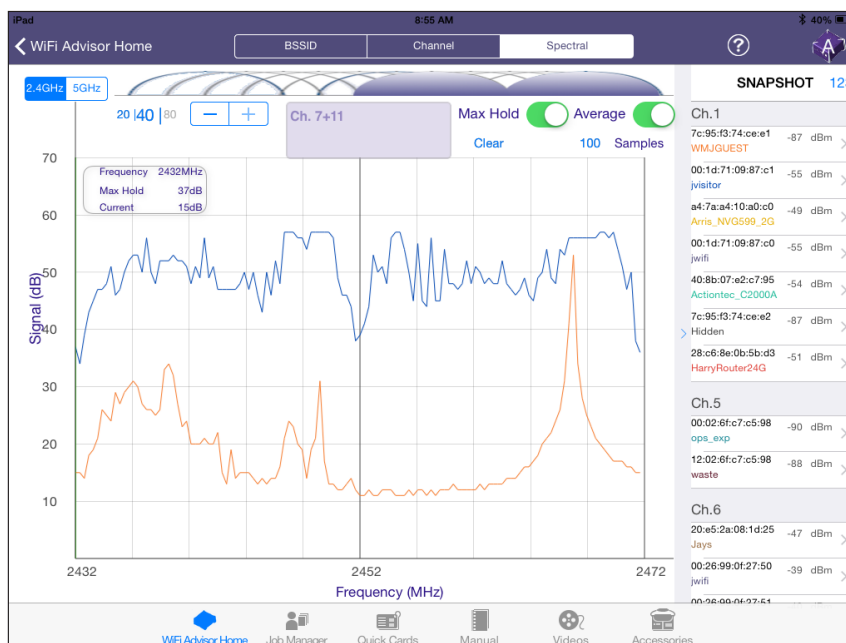 iPad 8:55 AM 40%
WiFi Advisor Home BSSID Channel Spectral ? A
2.4GHz 5GHz SNAPSHOT
20 |40| 80 − + Ch. 7+11 Max Hold Average
Clear 100 Samples
Frequency 2432MHz
Max Hold 37dB
Current 15dB
Signal (dB)
70
60
50
40
30
20
10
2432 2452 2472
Frequency (MHz)
Ch.1
7c:95:f3:74:ce:e1 -87 dBm
WMJGUEST
00:1d:71:09:87:c1 -55 dBm
jvisitor
a4:7a:a4:10:a0:c0 -49 dBm
Arris_NVG599_2G
00:1d:71:09:87:c0 -55 dBm
jwifi
40:8b:07:e2:c7:95 -54 dBm
Actiontec_C2000A
7c:95:f3:74:ce:e2 -87 dBm
Hidden
28:c6:8e:0b:5b:d3 -51 dBm
HarryRouter24G
Ch.5
00:02:6f:c7:c5:98 -90 dBm
ops_exp
12:02:6f:c7:c5:98 -88 dBm
waste
Ch.6
20:e5:2a:08:1d:25 -47 dBm
Jays
00:26:99:0f:27:50 -39 dBm
jwifi
00:26:99:0f:27:51
WiFi Advisor Home Job Manager Quick Cards Manual Videos Accessories